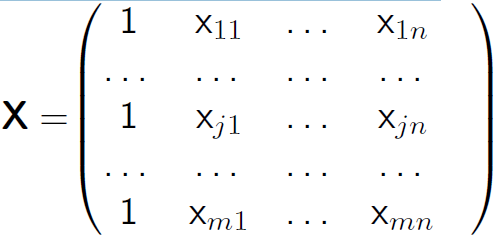 1 x₁₁ … x₁ₙ
… … … …
X = 1 xⱼ₁ … xⱼₙ
… … … …
1 xₘ₁ … xₘₙ